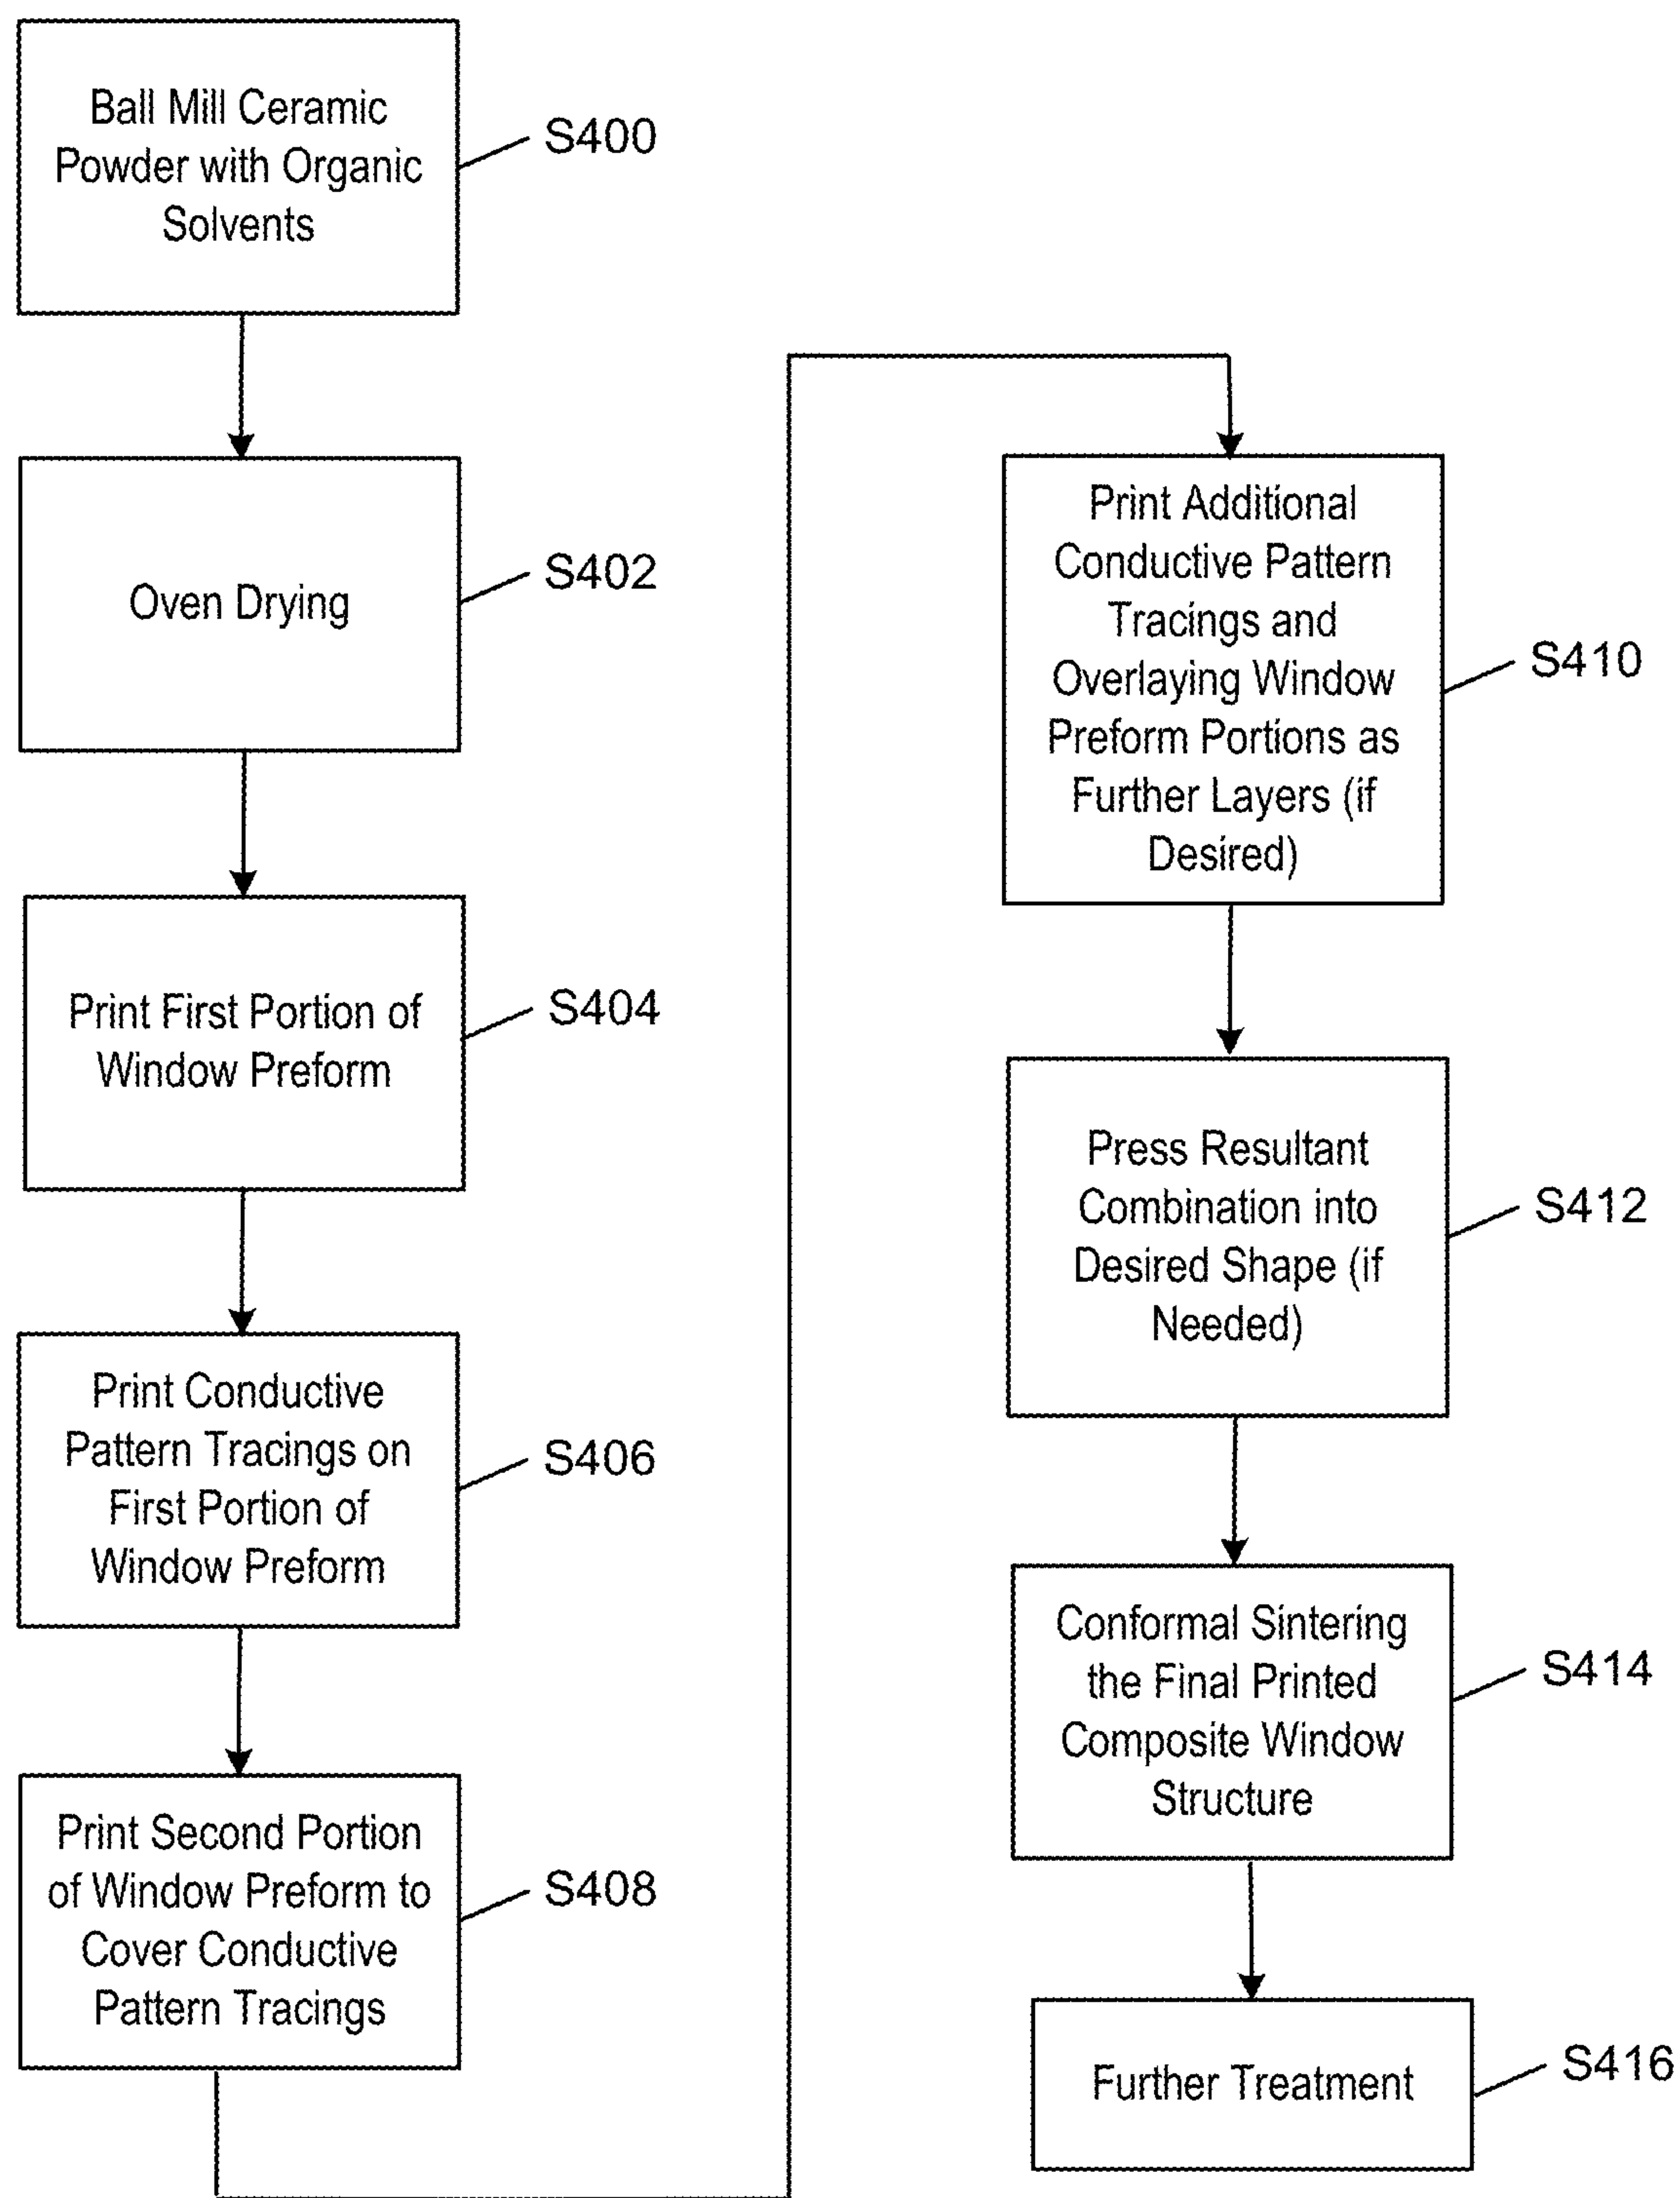 Ball Mill Ceramic
Powder with Organic
Solvents
S400
Oven Drying
S402
Print First Portion of
Window Preform
S404
Print Conductive
Pattern Tracings on
First Portion of
Window Preform
S406
Print Second Portion
of Window Preform to
Cover Conductive
Pattern Tracings
S408
Print Additional
Conductive Pattern
Tracings and
Overlaying Window
Preform Portions as
Further Layers (if
Desired)
S410
Press Resultant
Combination into
Desired Shape (if
Needed)
S412
Conformal Sintering
the Final Printed
Composite Window
Structure
S414
Further Treatment
S416